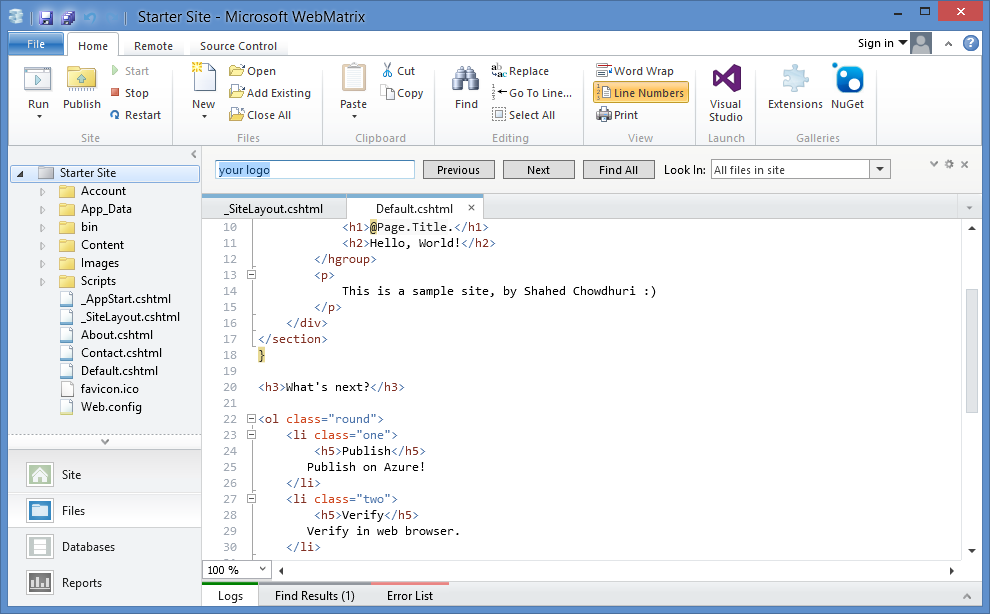 Starter Site - Microsoft WebMatrix
File Home Remote Source Control Sign in
Run Publish Start Stop Restart
Site
New Open Add Existing Close All
Files
Paste Cut Copy
Clipboard
Find Replace Go To Line... Select All
Editing
Word Wrap Line Numbers Print
View
Visual Studio
Launch
Extensions NuGet
Galleries
Starter Site
Account
App_Data
bin
Content
Images
Scripts
_AppStart.cshtml
_SiteLayout.cshtml
About.cshtml
Contact.cshtml
Default.cshtml
favicon.ico
Web.config
Site
Files
Databases
Reports
your logo Previous Next Find All Look In: All files in site
_SiteLayout.cshtml Default.cshtml
10 <h1>@Page.Title.</h1>
11 <h2>Hello, World!</h2>
12 </hgroup>
13 <p>
14 This is a sample site, by Shahed Chowdhuri :)
15 </p>
16 </div>
17 </section>
18 }
19
20 <h3>What's next?</h3>
21
22 <ol class="round">
23 <li class="one">
24 <h5>Publish</h5>
25 Publish on Azure!
26 </li>
27 <li class="two">
28 <h5>Verify</h5>
29 Verify in web browser.
30 </li>
100 %
Logs Find Results (1) Error List